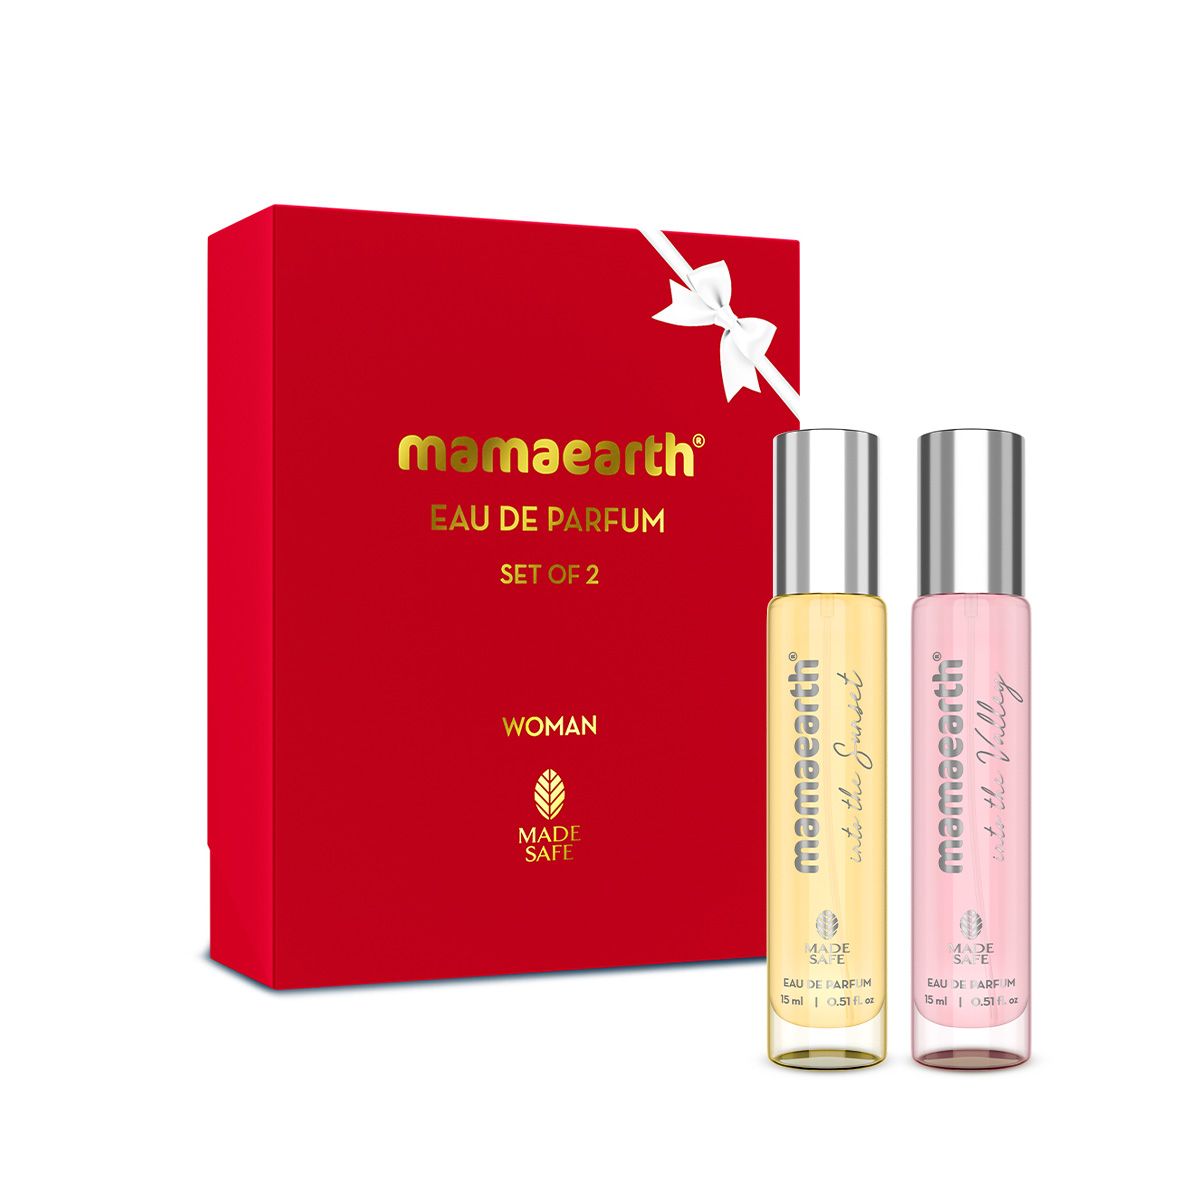 mamaearth®
EAU DE PARFUM
SET OF 2
WOMAN
MADE
SAFE
mamaearth®
into the Sunset
MADE
SAFE
EAU DE PARFUM
15 ml | 0.51 fl. oz
mamaearth®
into the Valley
MADE
SAFE
EAU DE PARFUM
15 ml | 0.51 fl. oz